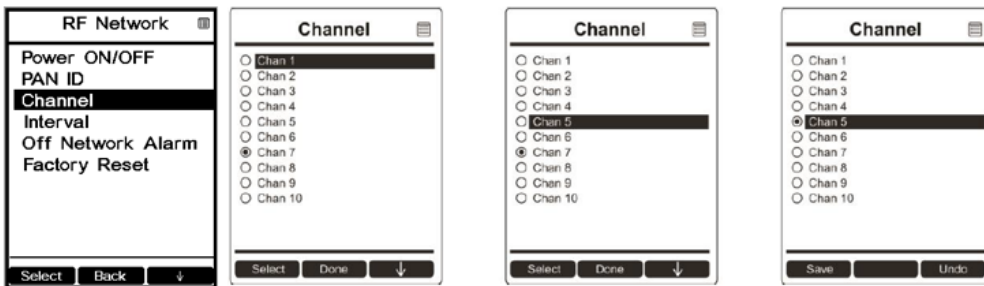 RF Network
Power ON/OFF
PAN ID
Channel
Interval
Off Network Alarm
Factory Reset
Select Back ↓
Channel
Chan 1
Chan 2
Chan 3
Chan 4
Chan 5
Chan 6
Chan 7
Chan 8
Chan 9
Chan 10
Select Done ↓
Channel
Chan 1
Chan 2
Chan 3
Chan 4
Chan 5
Chan 6
Chan 7
Chan 8
Chan 9
Chan 10
Select Done ↓
Channel
Chan 1
Chan 2
Chan 3
Chan 4
Chan 5
Chan 6
Chan 7
Chan 8
Chan 9
Chan 10
Save Undo